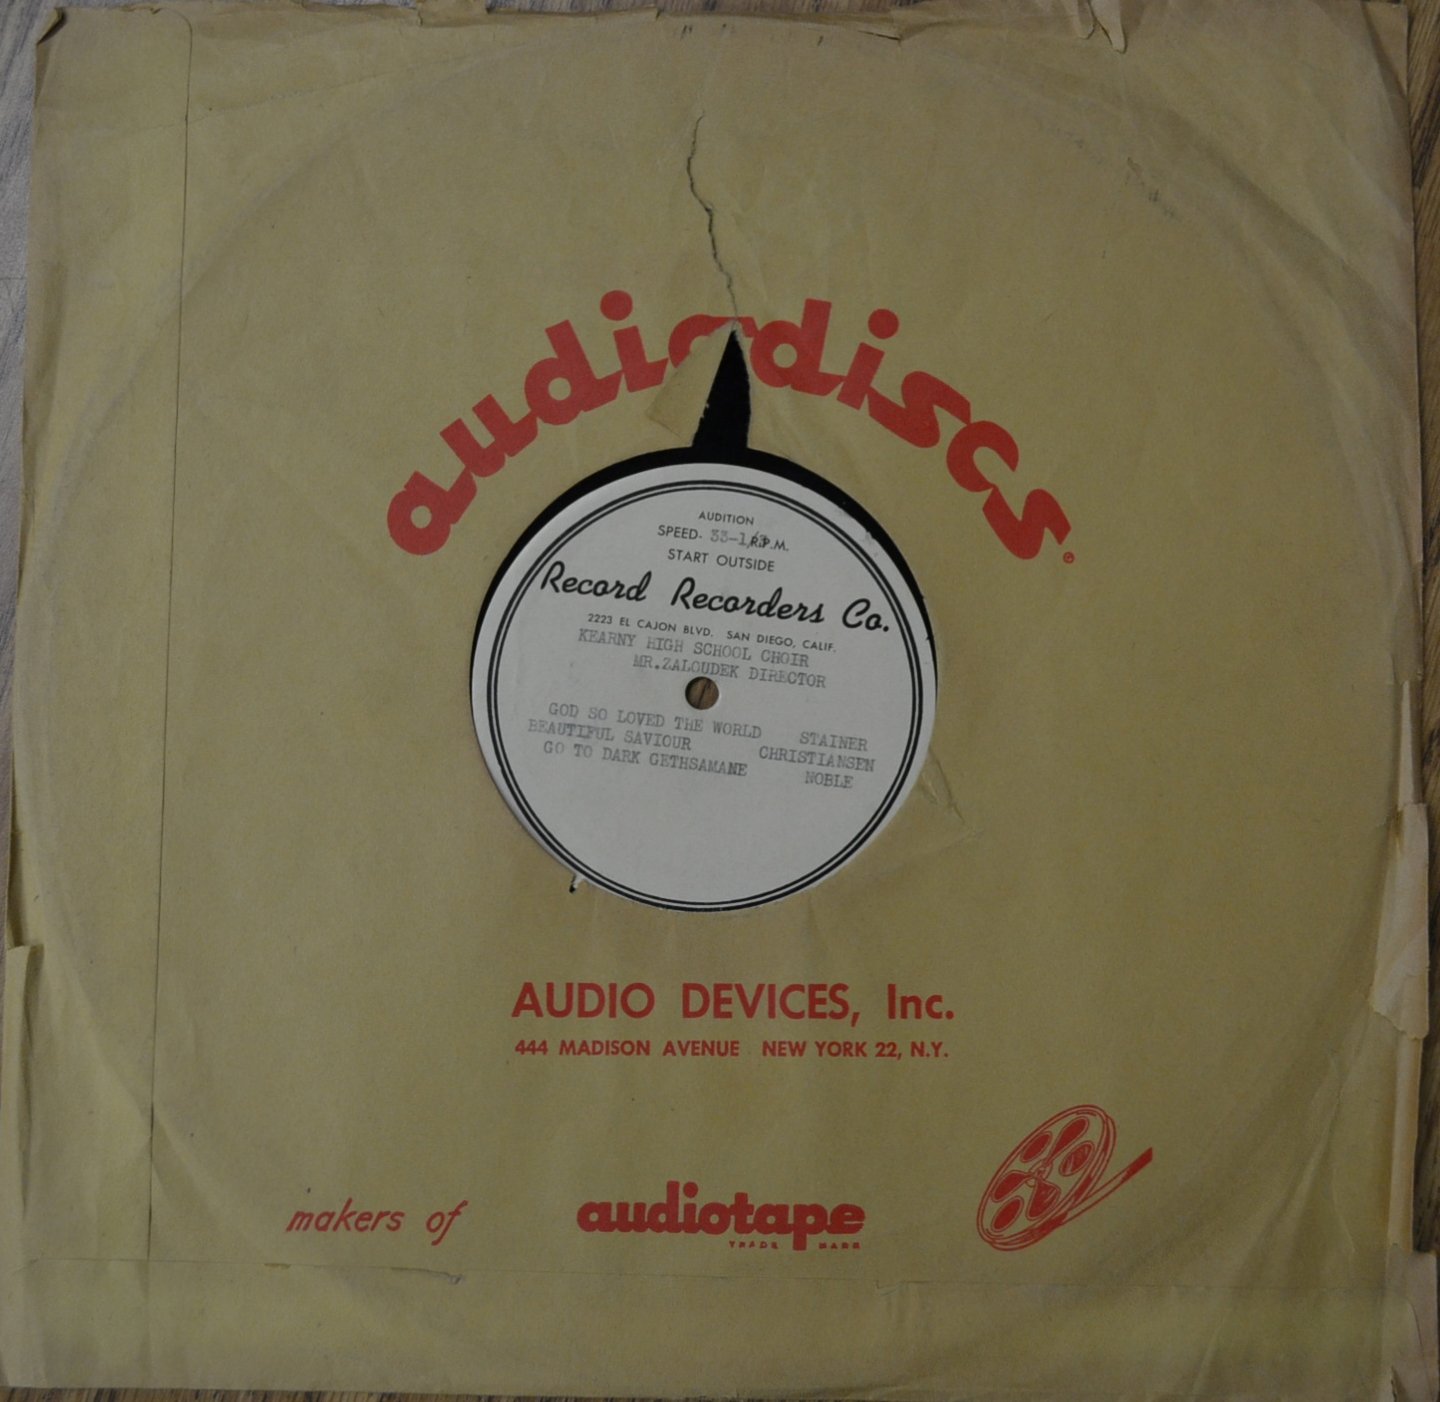 audiodiscs®
AUDITION
SPEED- 33-1/3 R.P.M.
START OUTSIDE
Record Recorders Co.
2223 EL CAJON BLVD. SAN DIEGO, CALIF.
KEARNY HIGH SCHOOL CHOIR
MR.ZALOUDEK DIRECTOR
GOD SO LOVED THE WORLD STAINER
BEAUTIFUL SAVIOUR CHRISTIANSEN
GO TO DARK GETHSAMANE NOBLE
AUDIO DEVICES, Inc.
444 MADISON AVENUE NEW YORK 22, N.Y.
makers of audiotape
TRADE MARK